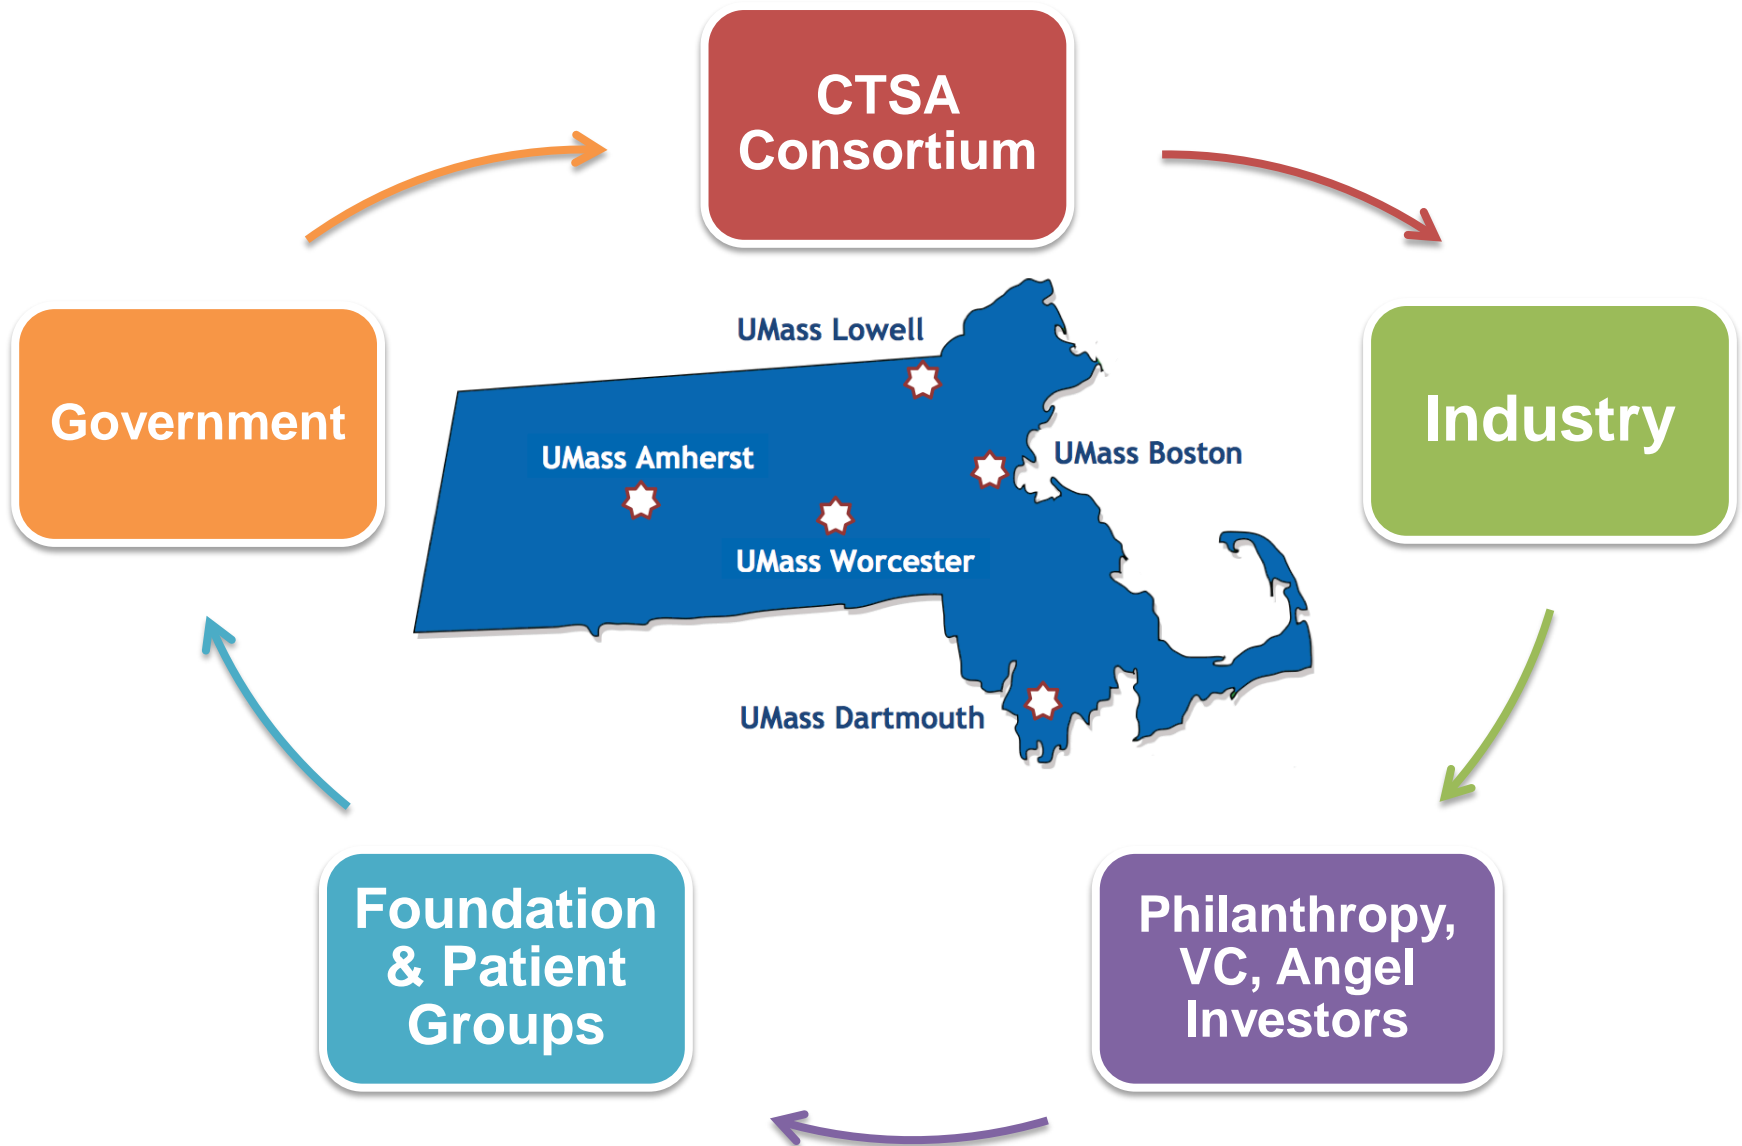 CTSA
Consortium
UMass Lowell
Government
Industry
UMass Amherst
UMass Boston
UMass Worcester
UMass Dartmouth
Foundation
& Patient
Groups
Philanthropy,
VC, Angel
Investors